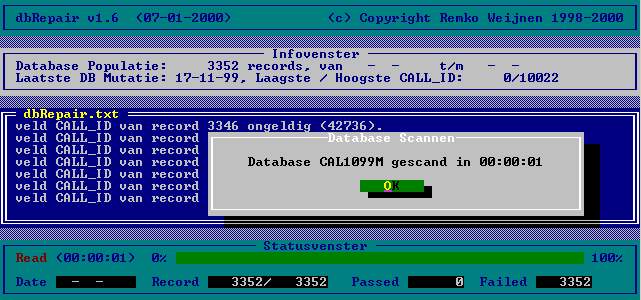 dbRepair v1.6 (07-01-2000) (c) Copyright Remko Weijnen 1998-2000
Infovenster
Database Populatie: 3352 records, van - - t/m - -
Laatste DB Mutatie: 17-11-99, Laagste / Hoogste CALL_ID: 0/10022
dbRepair.txt
veld CALL_ID van record 3346 ongeldig (42736).
veld CALL_ID van record
veld CALL_ID van record
veld CALL_ID van record
veld CALL_ID van record
veld CALL_ID van record
veld CALL_ID van record
Database Scannen
Database CAL1099M gescand in 00:00:01
OK
Statusvenster
Read (00:00:01) 0% 100%
Date - - Record 3352/ 3352 Passed 0 Failed 3352